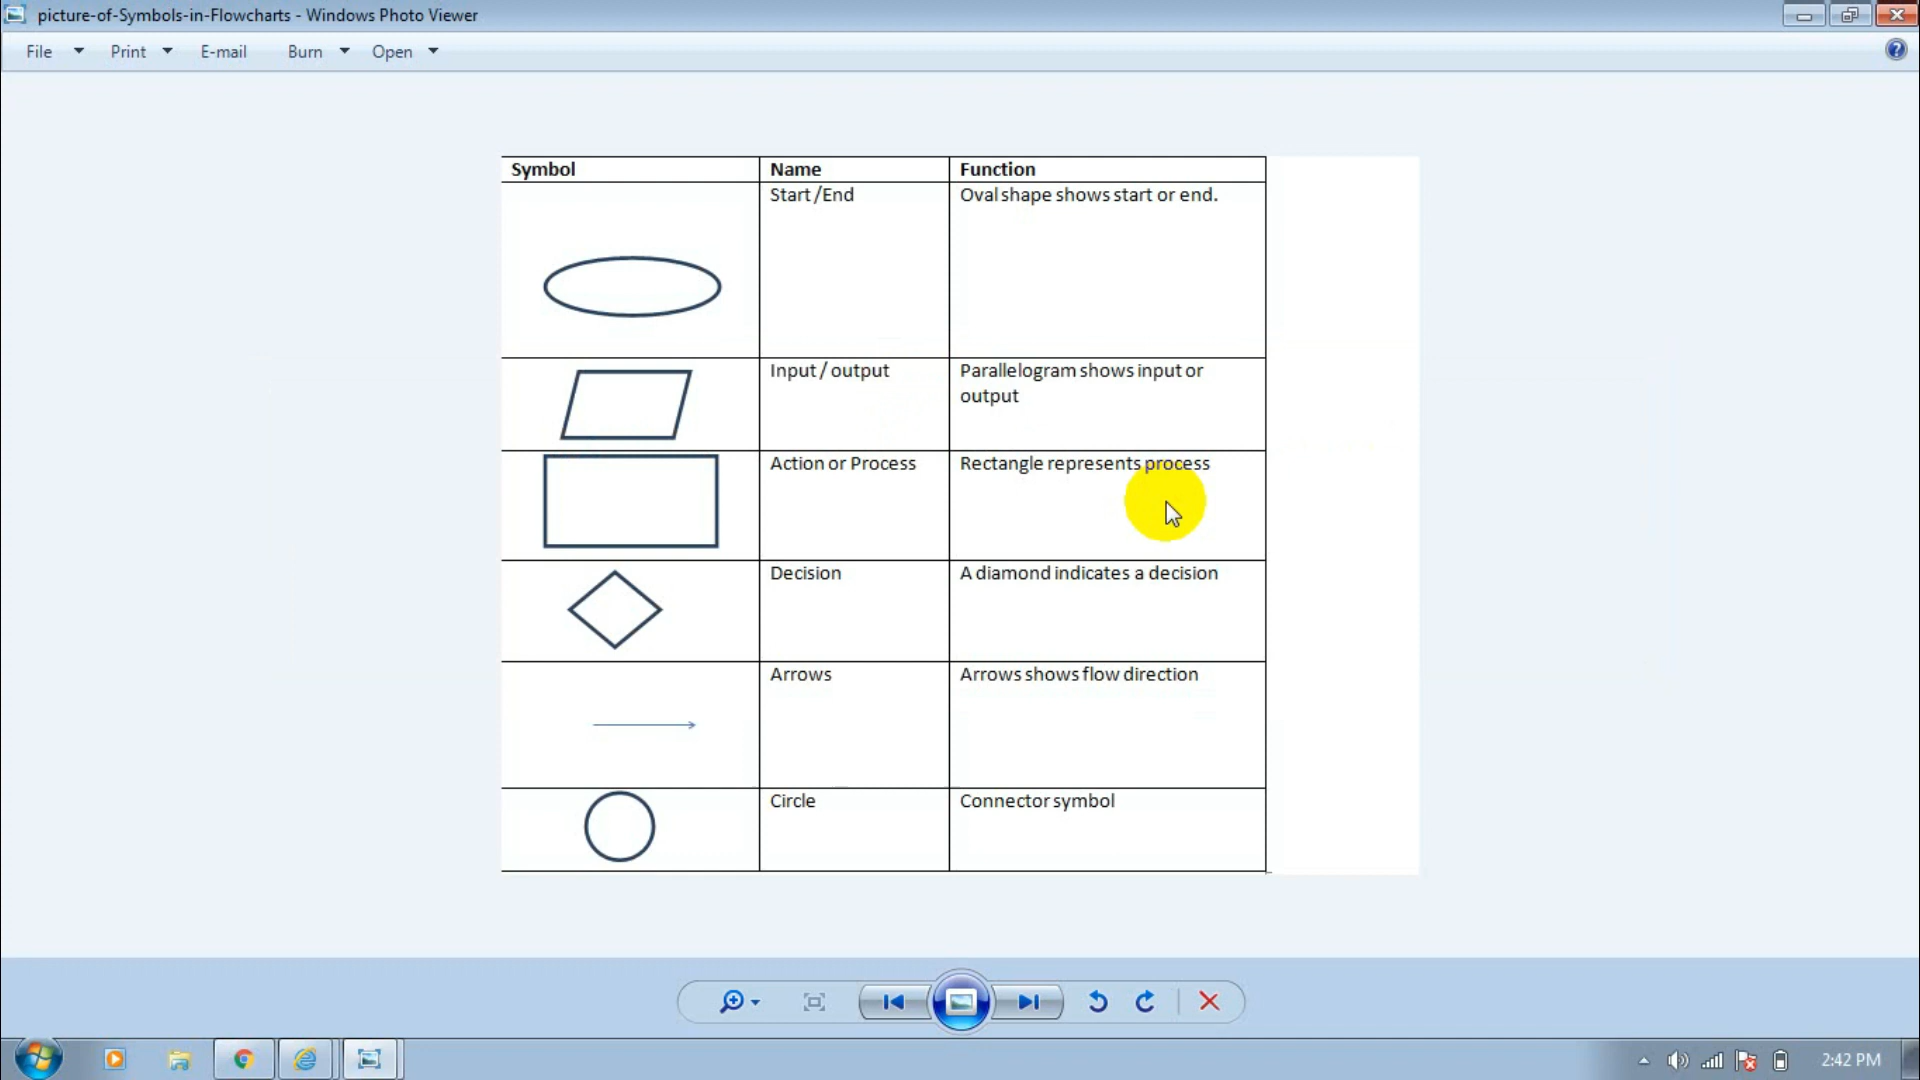 picture-of-Symbols-in-Flowcharts - Windows Photo Viewer
File Print E-mail Burn Open
Symbol Name Function
Start /End Oval shape shows start or end.
Input / output Parallelogram shows input or
output
Action or Process Rectangle represents process
Decision A diamond indicates a decision
Arrows Arrows shows flow direction
Circle Connector symbol
2:42 PM